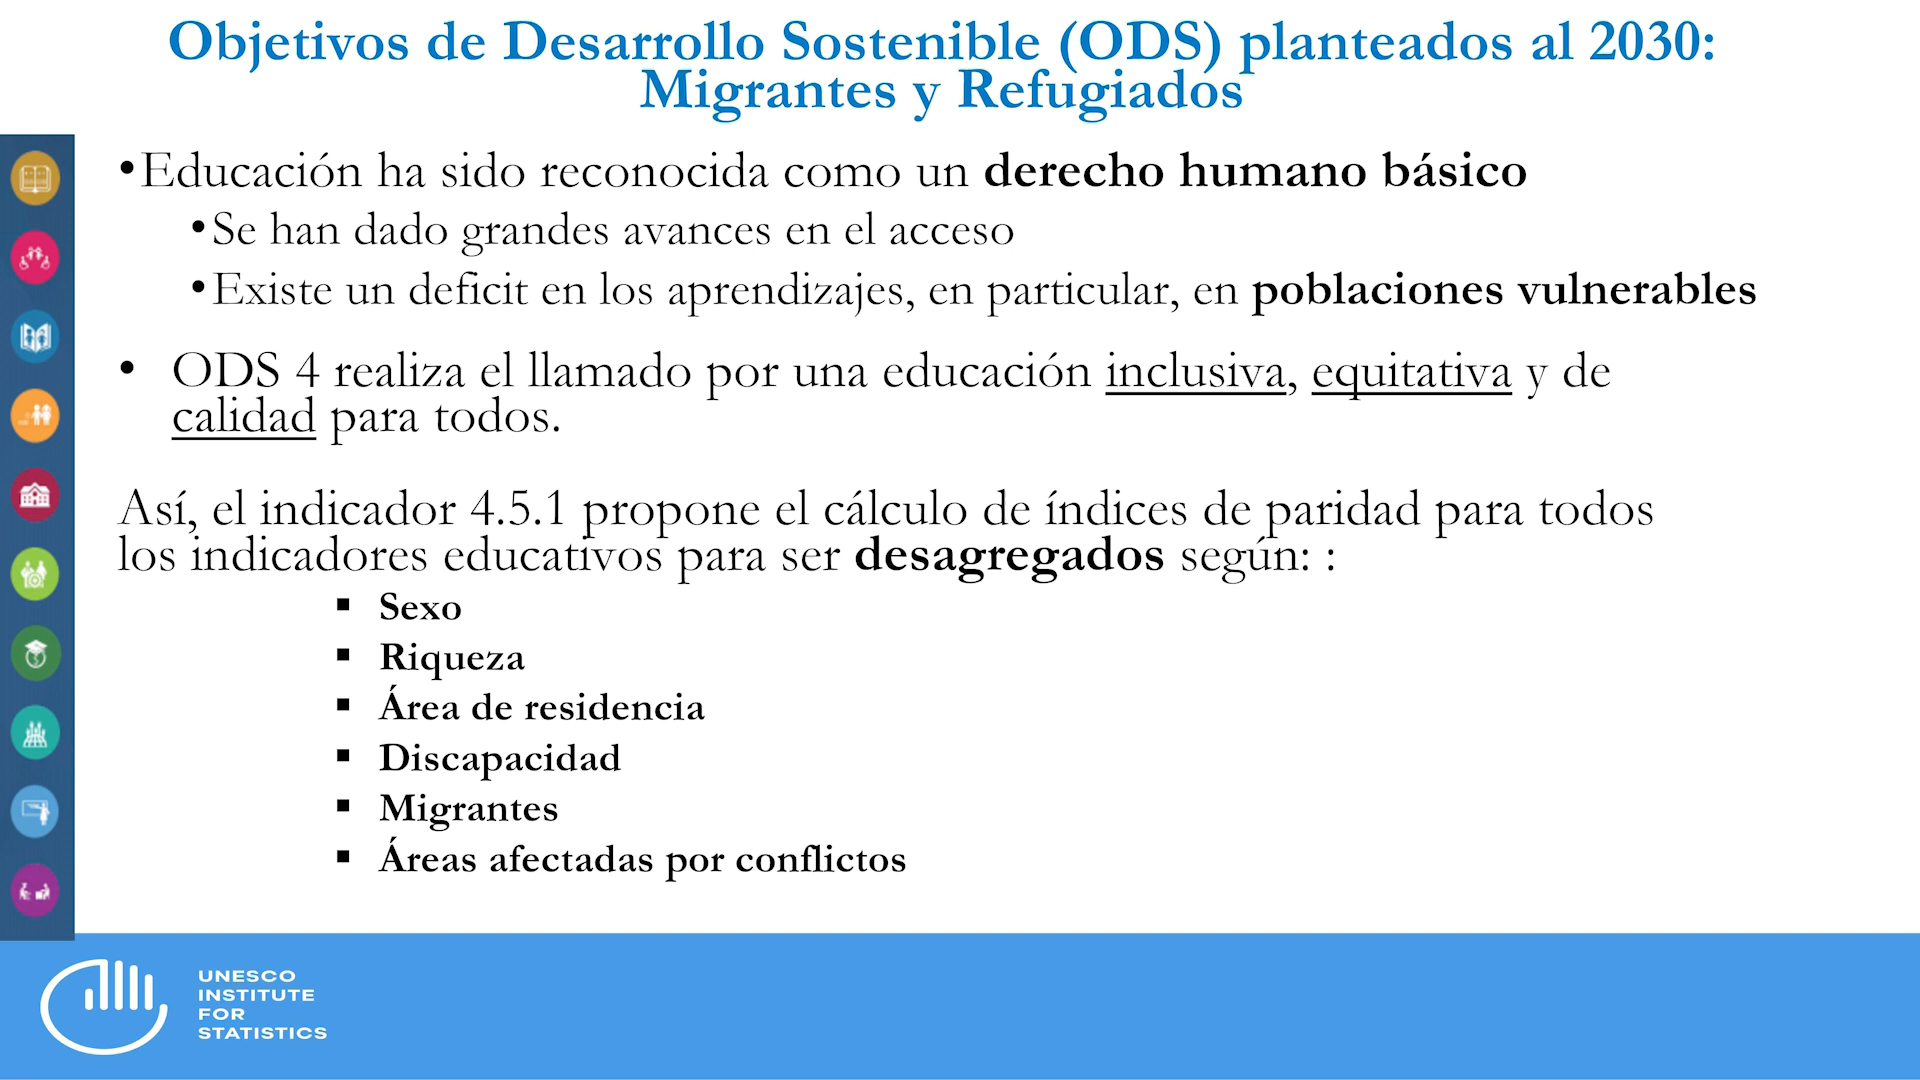 Objetivos de Desarrollo Sostenible (ODS) planteados al 2030:
Migrantes y Refugiados
•Educación ha sido reconocida como un derecho humano básico
•Se han dado grandes avances en el acceso
•Existe un deficit en los aprendizajes, en particular, en poblaciones vulnerables
• ODS 4 realiza el llamado por una educación inclusiva, equitativa y de
calidad para todos.
Así, el indicador 4.5.1 propone el cálculo de índices de paridad para todos
los indicadores educativos para ser desagregados según: :
▪ Sexo
▪ Riqueza
▪ Área de residencia
▪ Discapacidad
▪ Migrantes
▪ Áreas afectadas por conflictos
UNESCO
INSTITUTE
FOR
STATISTICS